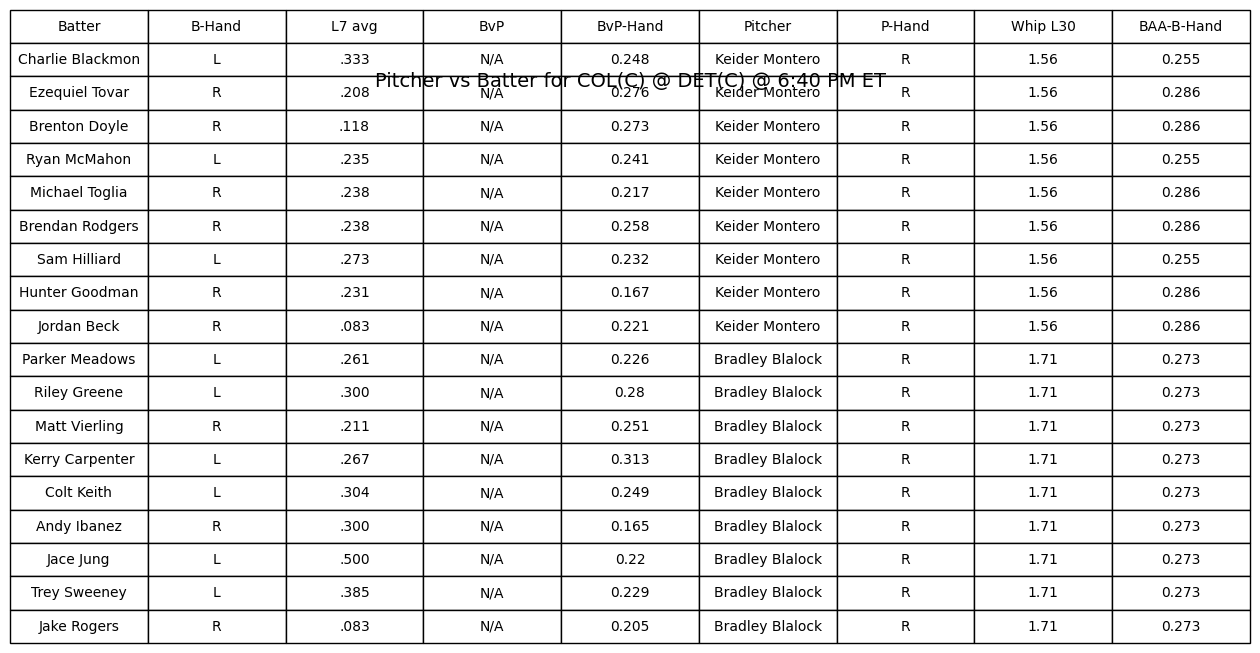 Batter B-Hand L7 avg BvP BvP-Hand Pitcher P-Hand Whip L30 BAA-B-Hand
Charlie Blackmon L .333 N/A 0.248 Keider Montero R 1.56 0.255
Pitcher vs Batter for COL(C) @ DET(C) @ 6:40 PM ET
Ezequiel Tovar R .208 N/A 0.276 Keider Montero R 1.56 0.286
Brenton Doyle R .118 N/A 0.273 Keider Montero R 1.56 0.286
Ryan McMahon L .235 N/A 0.241 Keider Montero R 1.56 0.255
Michael Toglia R .238 N/A 0.217 Keider Montero R 1.56 0.286
Brendan Rodgers R .238 N/A 0.258 Keider Montero R 1.56 0.286
Sam Hilliard L .273 N/A 0.232 Keider Montero R 1.56 0.255
Hunter Goodman R .231 N/A 0.167 Keider Montero R 1.56 0.286
Jordan Beck R .083 N/A 0.221 Keider Montero R 1.56 0.286
Parker Meadows L .261 N/A 0.226 Bradley Blalock R 1.71 0.273
Riley Greene L .300 N/A 0.28 Bradley Blalock R 1.71 0.273
Matt Vierling R .211 N/A 0.251 Bradley Blalock R 1.71 0.273
Kerry Carpenter L .267 N/A 0.313 Bradley Blalock R 1.71 0.273
Colt Keith L .304 N/A 0.249 Bradley Blalock R 1.71 0.273
Andy Ibanez R .300 N/A 0.165 Bradley Blalock R 1.71 0.273
Jace Jung L .500 N/A 0.22 Bradley Blalock R 1.71 0.273
Trey Sweeney L .385 N/A 0.229 Bradley Blalock R 1.71 0.273
Jake Rogers R .083 N/A 0.205 Bradley Blalock R 1.71 0.273